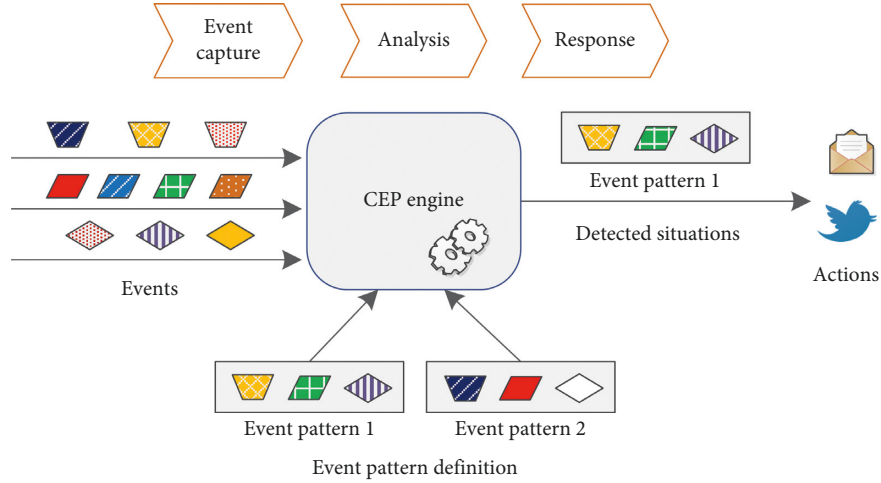 Event
capture
Analysis
Response
Event pattern 1
CEP engine
Detected situations
Events
Actions
Event pattern 1
Event pattern 2
Event pattern definition